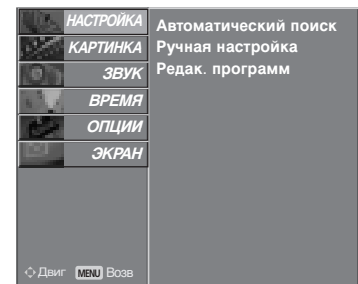 НАСТРОЙКА
КАРТИНКА
ЗВУК
ВРЕМЯ
ОПЦИИ
ЭКРАН
Автоматический поиск
Ручная настройка
Редак. программ
Двиг MENU Возв